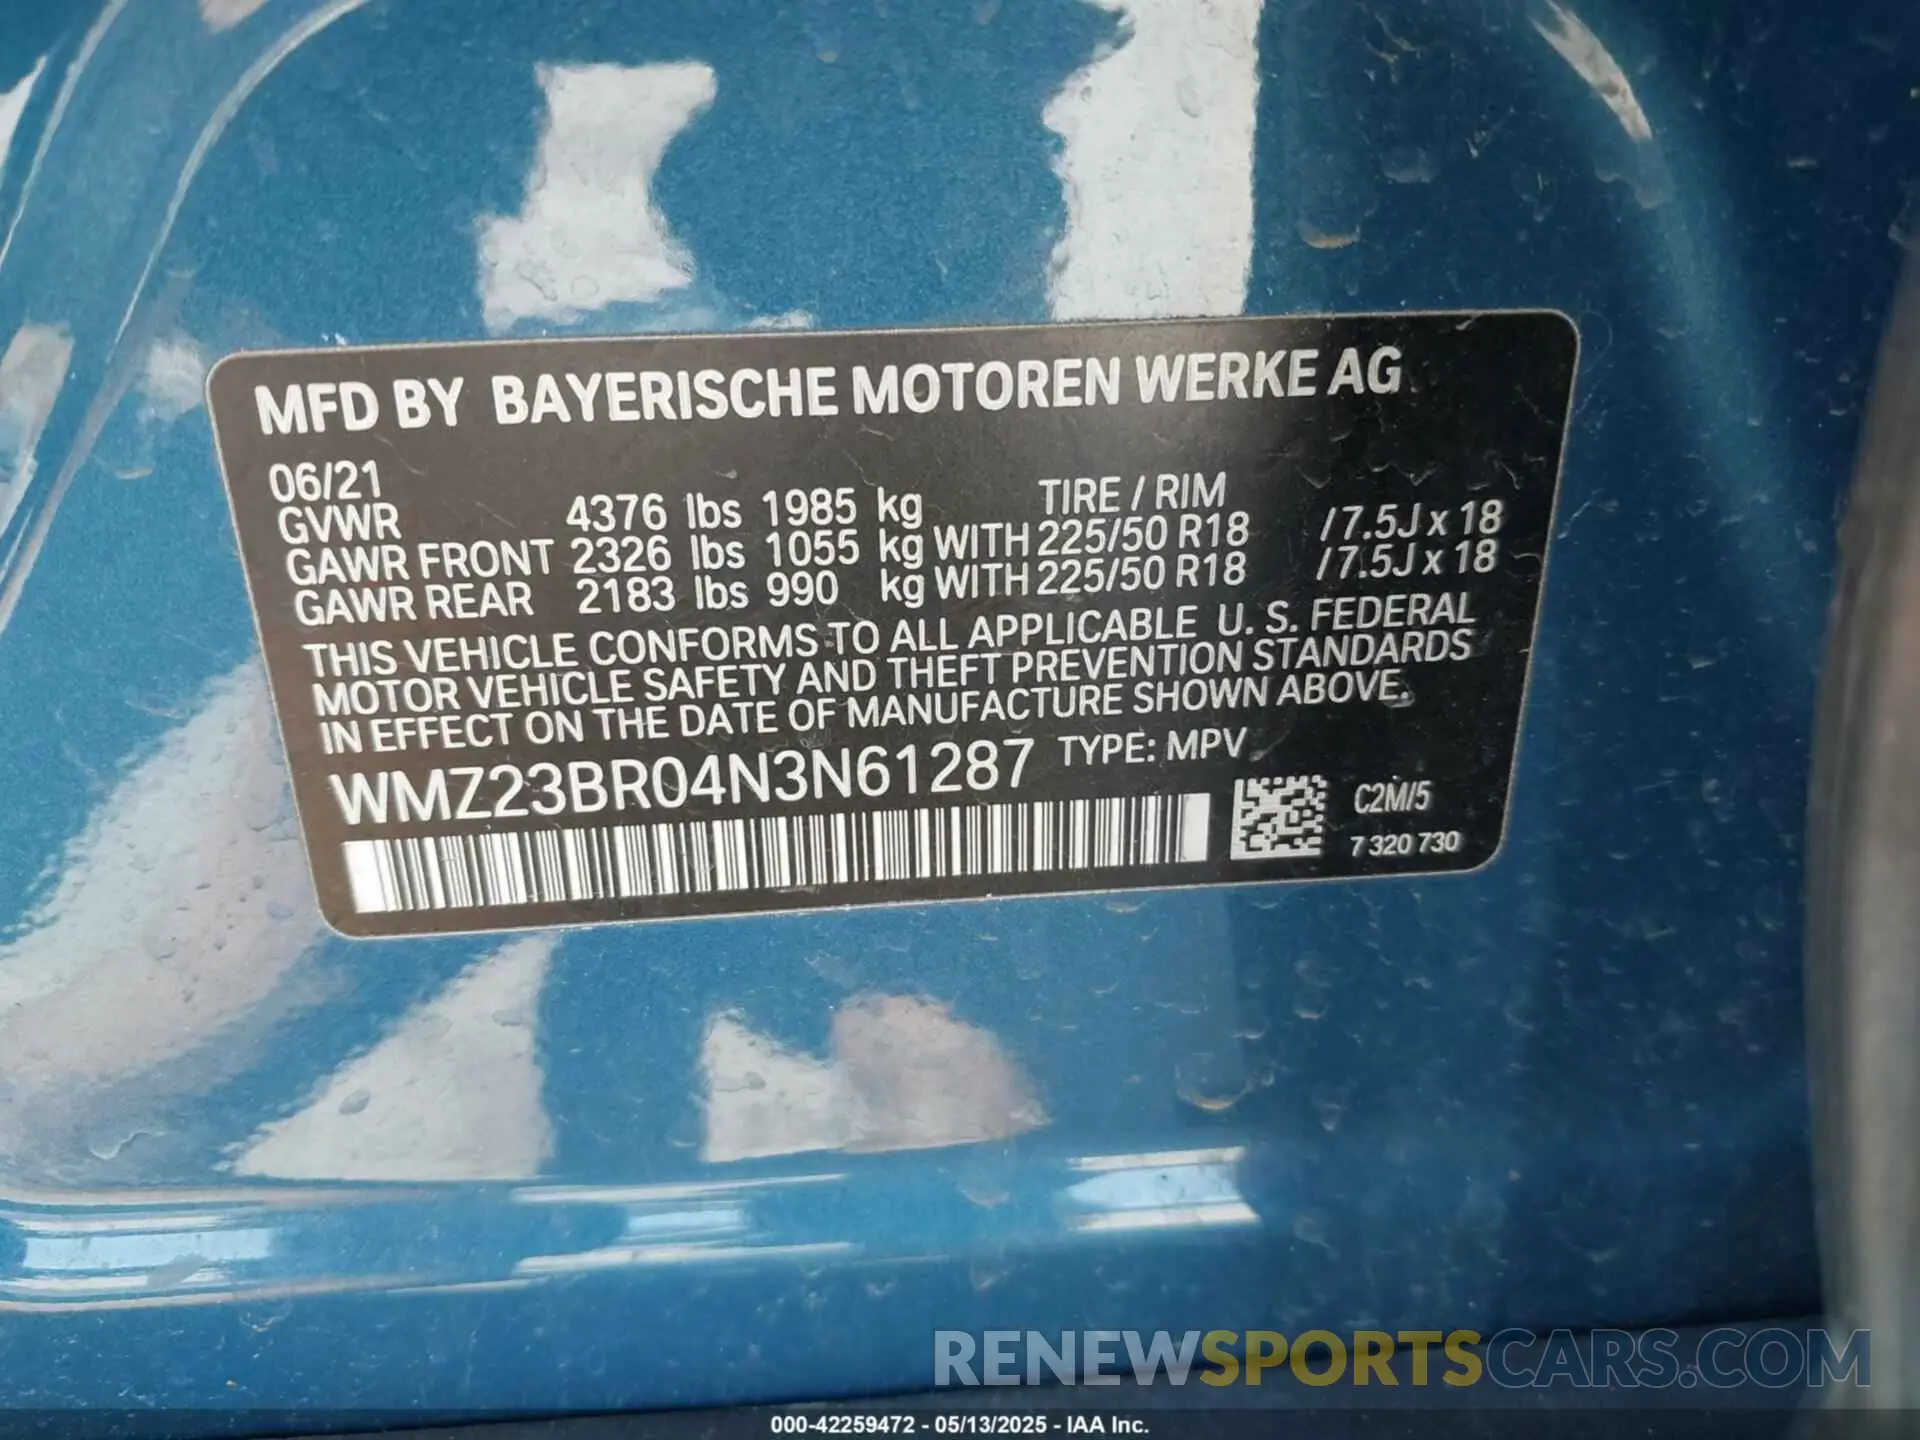 MFD BY BAYERISCHE MOTOREN WERKE AG
06/21 TIRE / RIM
GVWR 4376 lbs 1985 kg
GAWR FRONT 2326 lbs 1055 kg WITH 225/50 R18 /7.5J x 18
GAWR REAR 2183 lbs 990 kg WITH 225/50 R18 /7.5J x 18
THIS VEHICLE CONFORMS TO ALL APPLICABLE U. S. FEDERAL
MOTOR VEHICLE SAFETY AND THEFT PREVENTION STANDARDS
IN EFFECT ON THE DATE OF MANUFACTURE SHOWN ABOVE.
WMZ23BR04N3N61287 TYPE: MPV
C2M/5
7 320 730
RENEWSPORTSCARS.COM
000-42259472 - 05/13/2025 - IAA Inc.